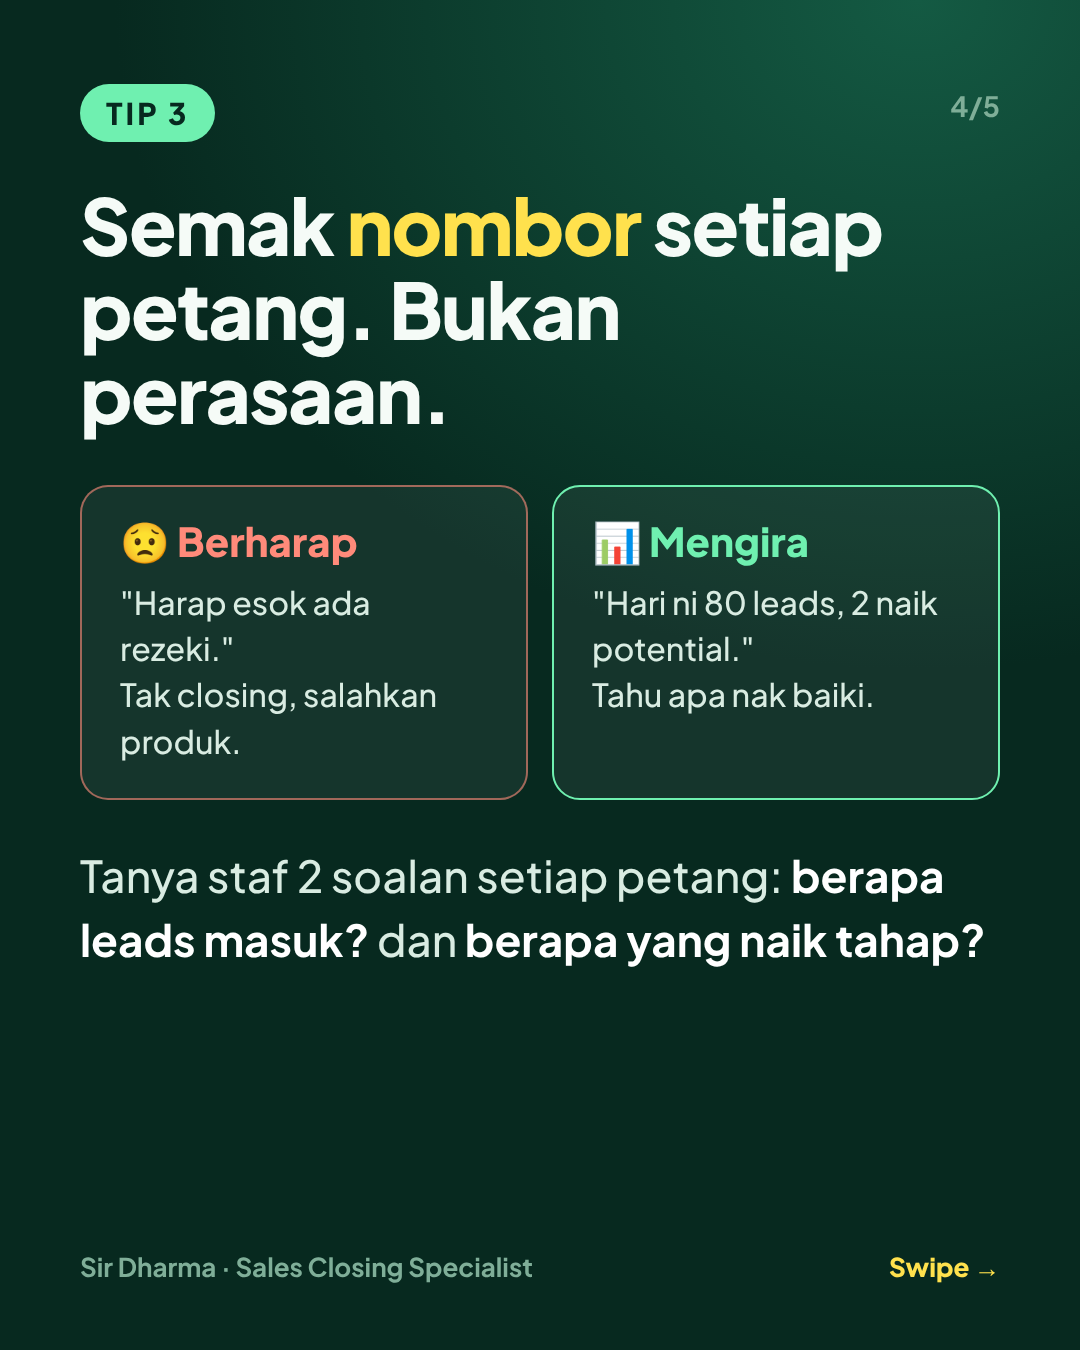 TIP 3
4/5
Semak nombor setiap
petang. Bukan
perasaan.
😟 Berharap
"Harap esok ada
rezeki."
Tak closing, salahkan
produk.
📊 Mengira
"Hari ni 80 leads, 2 naik
potential."
Tahu apa nak baiki.
Tanya staf 2 soalan setiap petang: berapa
leads masuk? dan berapa yang naik tahap?
Sir Dharma · Sales Closing Specialist
Swipe →